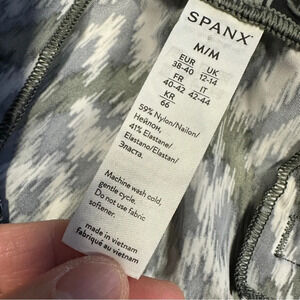 SPANX
M/M
EUR UK
38-40 12-14
FR IT
40-42 42-44
KR
66
59% Nylon/Nailon/
Нейлон,
41% Elastane/
Elastano/Elastan/
Эласта.
Machine wash cold,
gentle cycle.
Do not use fabric
softener.
made in vietnam
fabriqué au vietnam